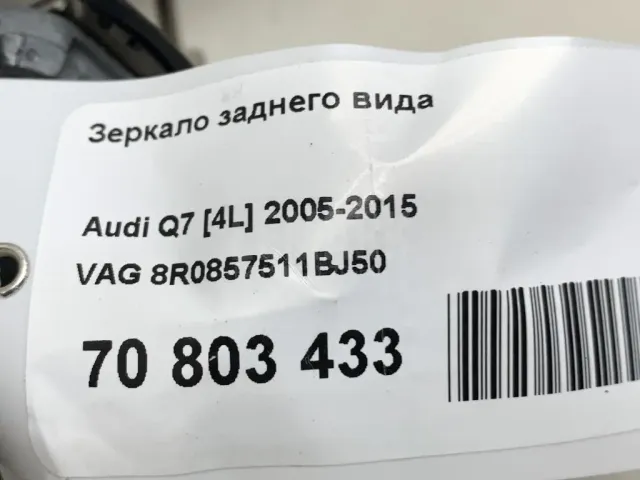 Зеркало заднего вида
Audi Q7 [4L] 2005-2015
VAG 8R0857511BJ50
70 803 433